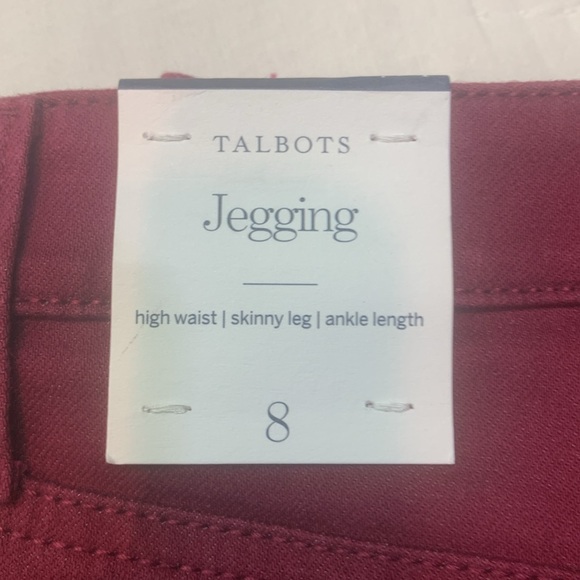 TALBOTS
Jegging
high waist | skinny leg | ankle length
8